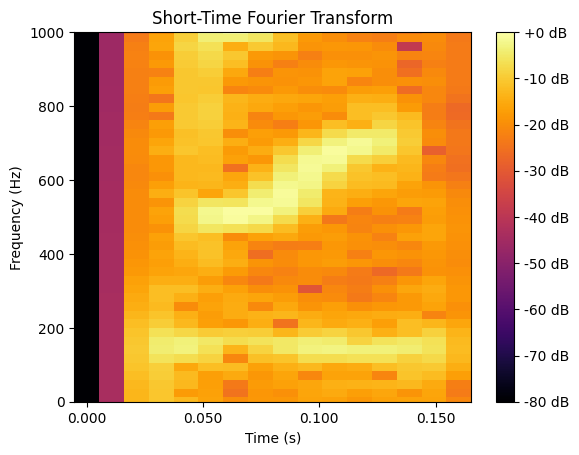 Short-Time Fourier Transform
1000
800
600
400
200
0
Frequency (Hz)
0.000
0.050
0.100
0.150
Time (s)
+0 dB
-10 dB
-20 dB
-30 dB
-40 dB
-50 dB
-60 dB
-70 dB
-80 dB